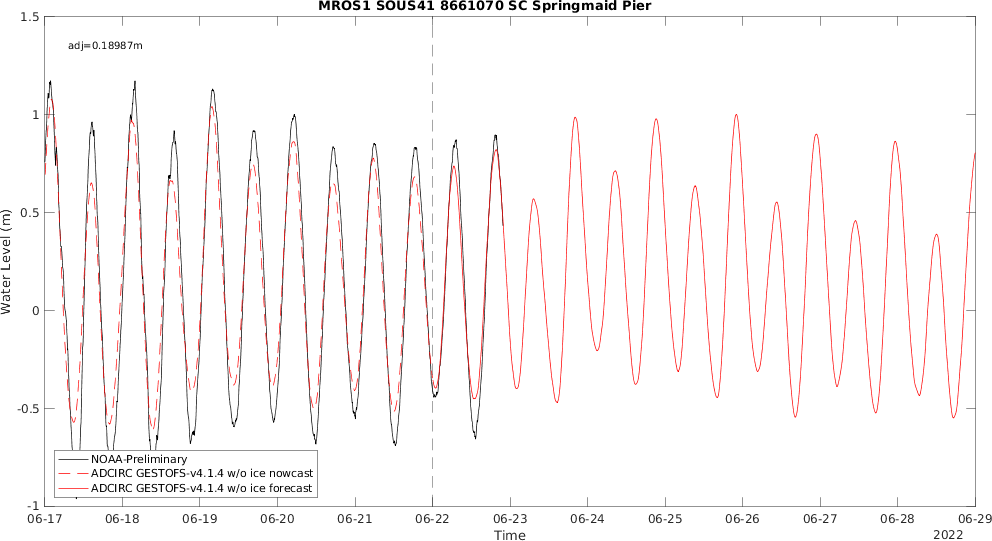 MROS1 SOUS41 8661070 SC Springmaid Pier
adj=0.18987m
Water Level (m)
1.5
1
0.5
0
-0.5
-1
NOAA-Preliminary
ADCIRC GESTOFS-v4.1.4 w/o ice nowcast
ADCIRC GESTOFS-v4.1.4 w/o ice forecast
06-17 06-18 06-19 06-20 06-21 06-22 06-23 06-24 06-25 06-26 06-27 06-28 06-29
Time
2022